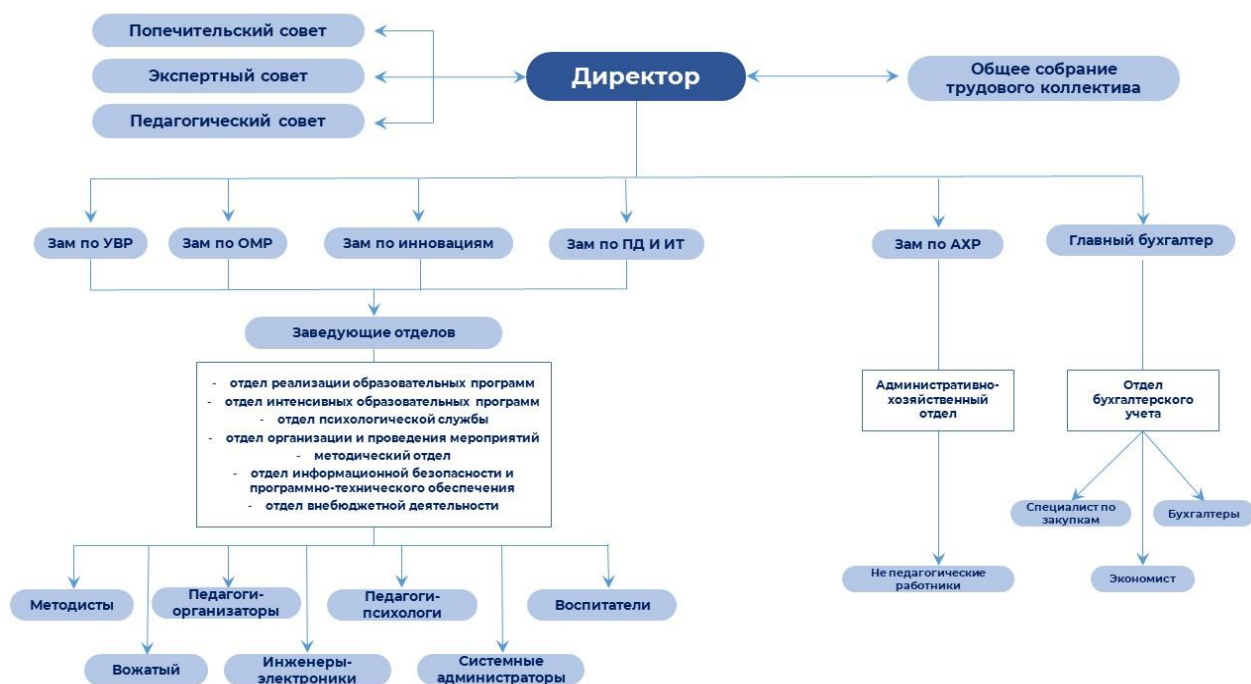 Попечительский совет
Экспертный совет
Педагогический совет
Директор
Общее собрание
трудового коллектива
Зам по УВР
Зам по ОМР
Зам по инновациям
Зам по ПД И ИТ
Зам по АХР
Главный бухгалтер
Заведующие отделов
- отдел реализации образовательных программ
- отдел интенсивных образовательных программ
- отдел психологической службы
- отдел организации и проведения мероприятий
- методический отдел
- отдел информационной безопасности и
программно-технического обеспечения
- отдел внебюджетной деятельности
Административно-
хозяйственный
отдел
Отдел
бухгалтерского
учета
Специалист по
закупкам
Бухгалтеры
Не педагогические
работники
Экономист
Методисты
Педагоги-
организаторы
Педагоги-
психологи
Воспитатели
Вожатый
Инженеры-
электроники
Системные
администраторы